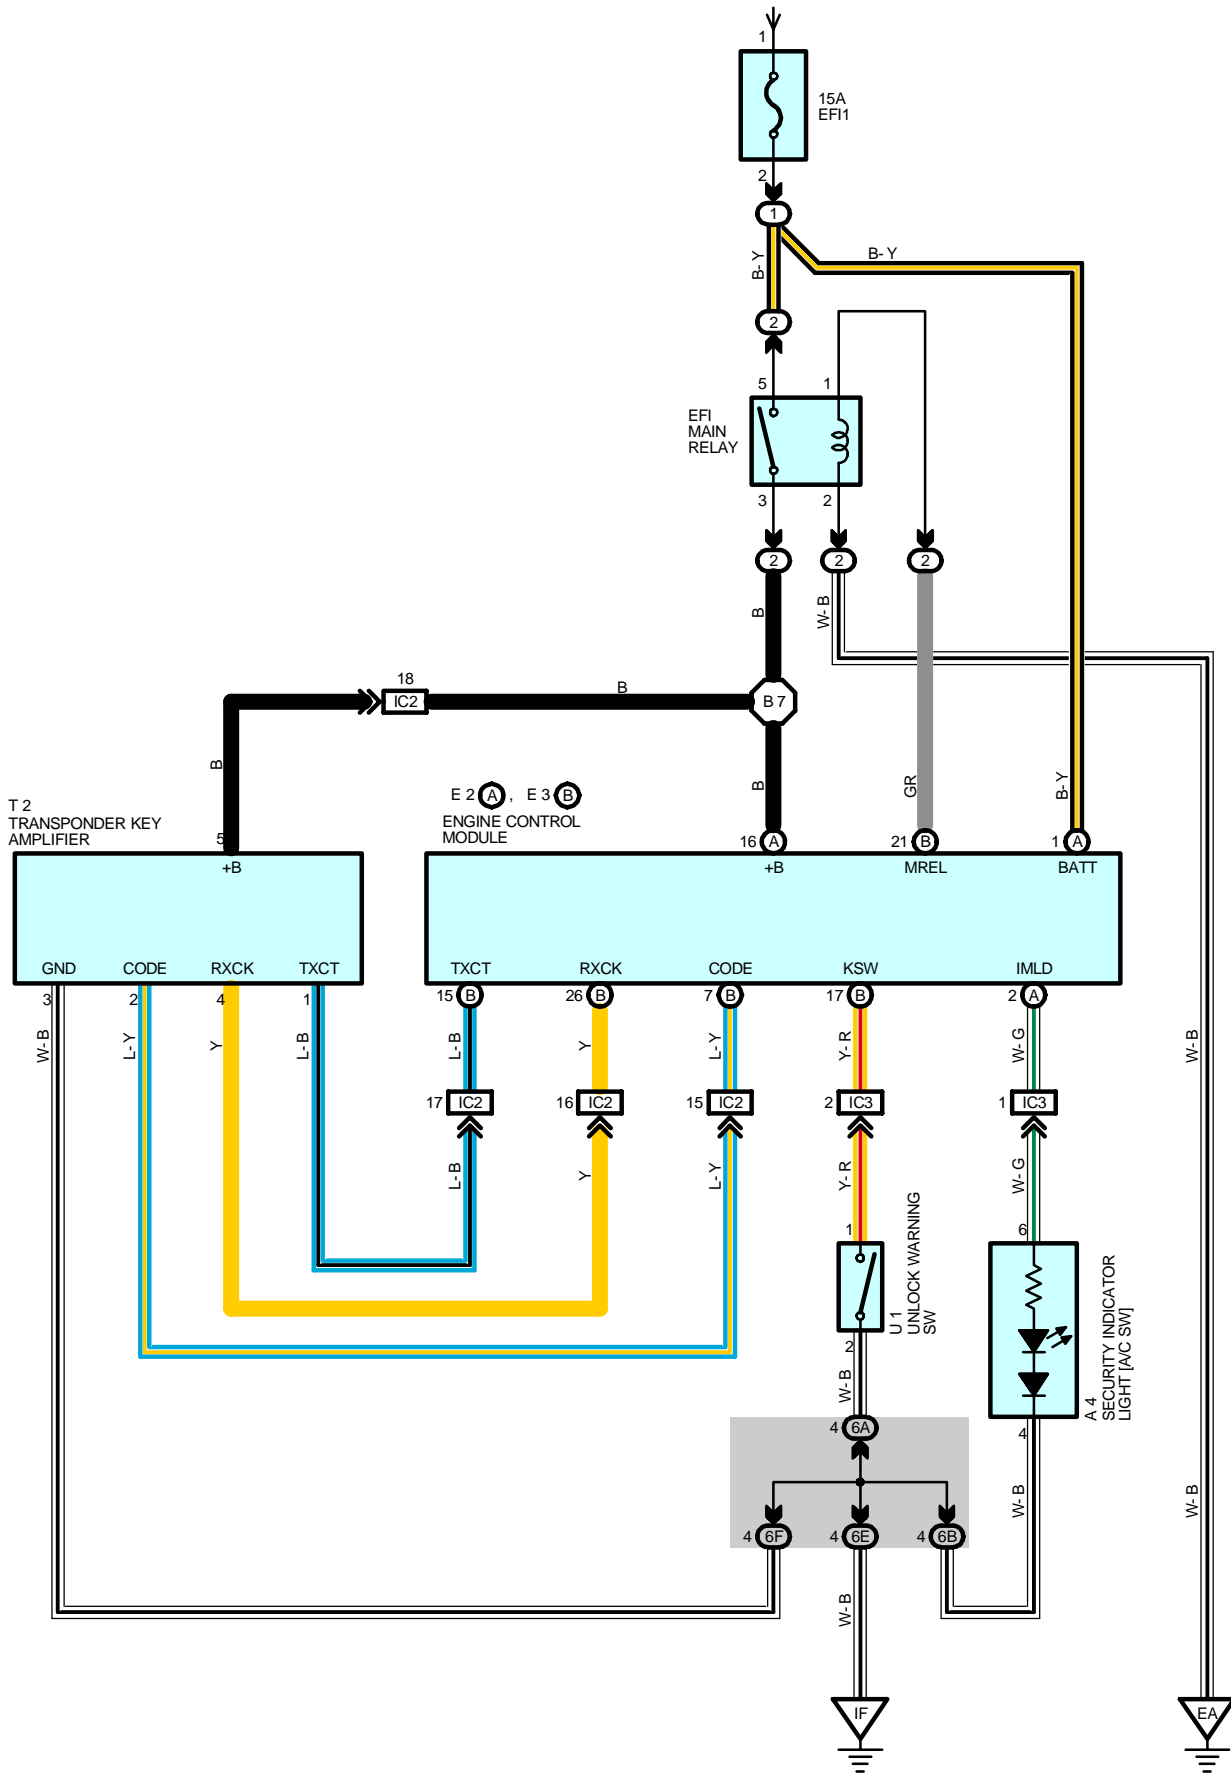 1
15A
EFI1
2
1
B-Y
B-Y
2
5
1
EFI
MAIN
RELAY
3
2
2
2
2
B
W-B
GR
B-Y
18
IC2
B
B7
B
B
T 2
TRANSPONDER KEY
AMPLIFIER
E 2 A , E 3 B
ENGINE CONTROL
MODULE
5
16 A
21 B
1 A
+B
+B
MREL
BATT
GND
CODE
RXCK
TXCT
TXCT
RXCK
CODE
KSW
IMLD
3
2
4
1
15 B
26 B
7 B
17 B
2 A
W-B
L-Y
Y
L-B
L-B
Y
L-Y
Y-R
W-G
W-B
17 IC2
16 IC2
15 IC2
2 IC3
1 IC3
L-B
Y
L-Y
Y-R
W-G
1
6
U 1
UNLOCK WARNING
SW
A 4
SECURITY INDICATOR
LIGHT [A/C SW]
2
4
W-B
4 6A
W-B
W-B
4 6F
4 6E
4 6B
W-B
IF
EA